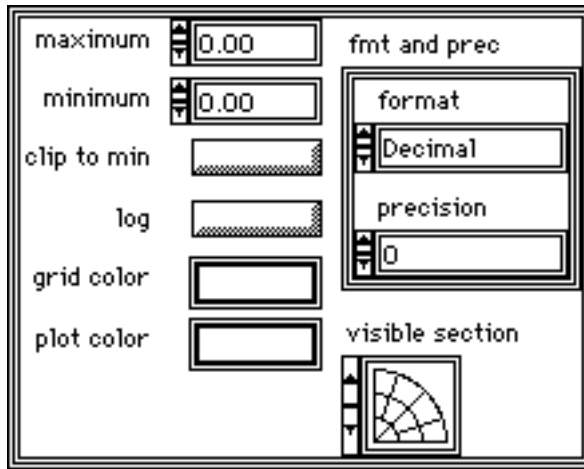 maximum 0.00
minimum 0.00
clip to min
log
grid color
plot color
fmt and prec
format
Decimal
precision
0
visible section